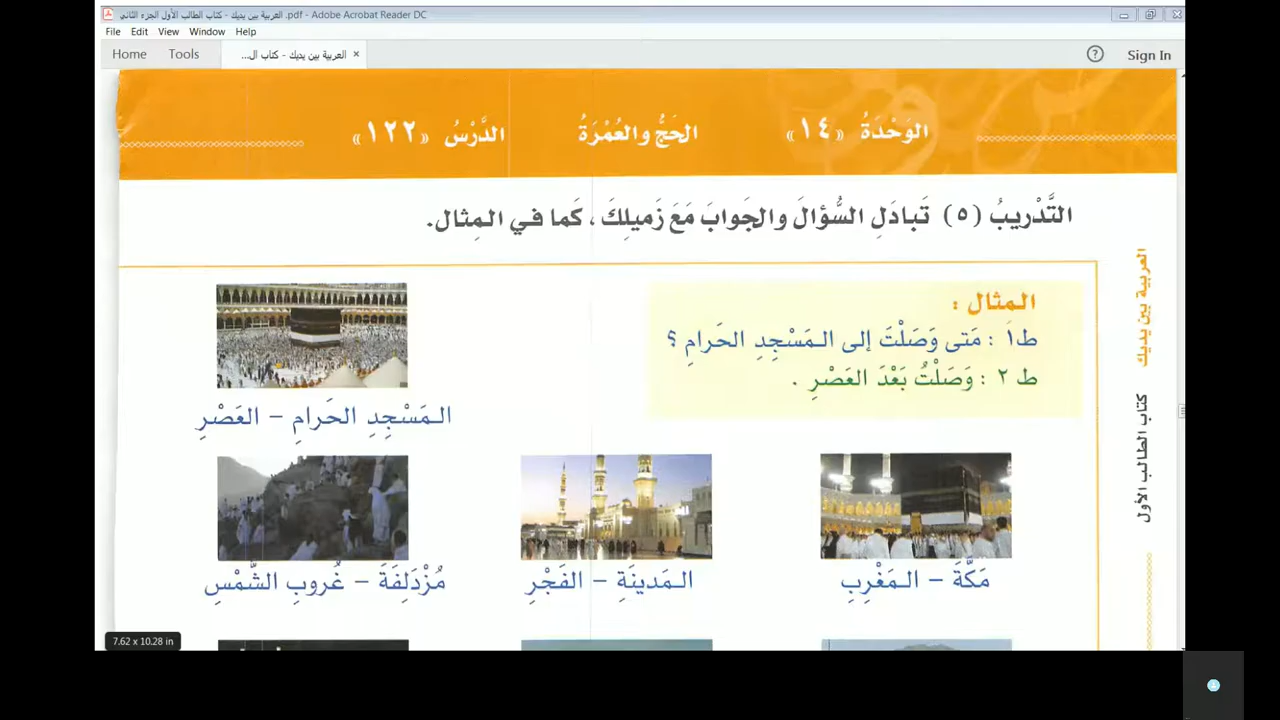 العربية بين يديك - كتاب الطالب الأول الجزء الثاني .pdf - Adobe Acrobat Reader DC
File Edit View Window Help
Home Tools العربية بين يديك - كتاب ال... × ? Sign In
الوَحْدَةُ «١٤» الحَجُّ والعُمْرَةُ الدَّرْسُ «١٢٢»
التَّدْريبُ (٥) تَبادَلِ السُّؤالَ والجَوابَ مَعَ زَميلِكَ ، كَما في المِثال.
المثال :
ط١ : مَتى وَصَلْتَ إلى المَسْجِدِ الحَرامِ ؟
ط ٢ : وَصَلْتُ بَعْدَ العَصْرِ .
المَسْجِدِ الحَرامِ – العَصْرِ
مَكَّةَ – المَغْرِبِ
المَدينَةِ – الفَجْرِ
مُزْدَلِفَةَ – غُروبِ الشَّمْسِ
العربية بين يديك كتاب الطالب الأول
7.62 x 10.28 in